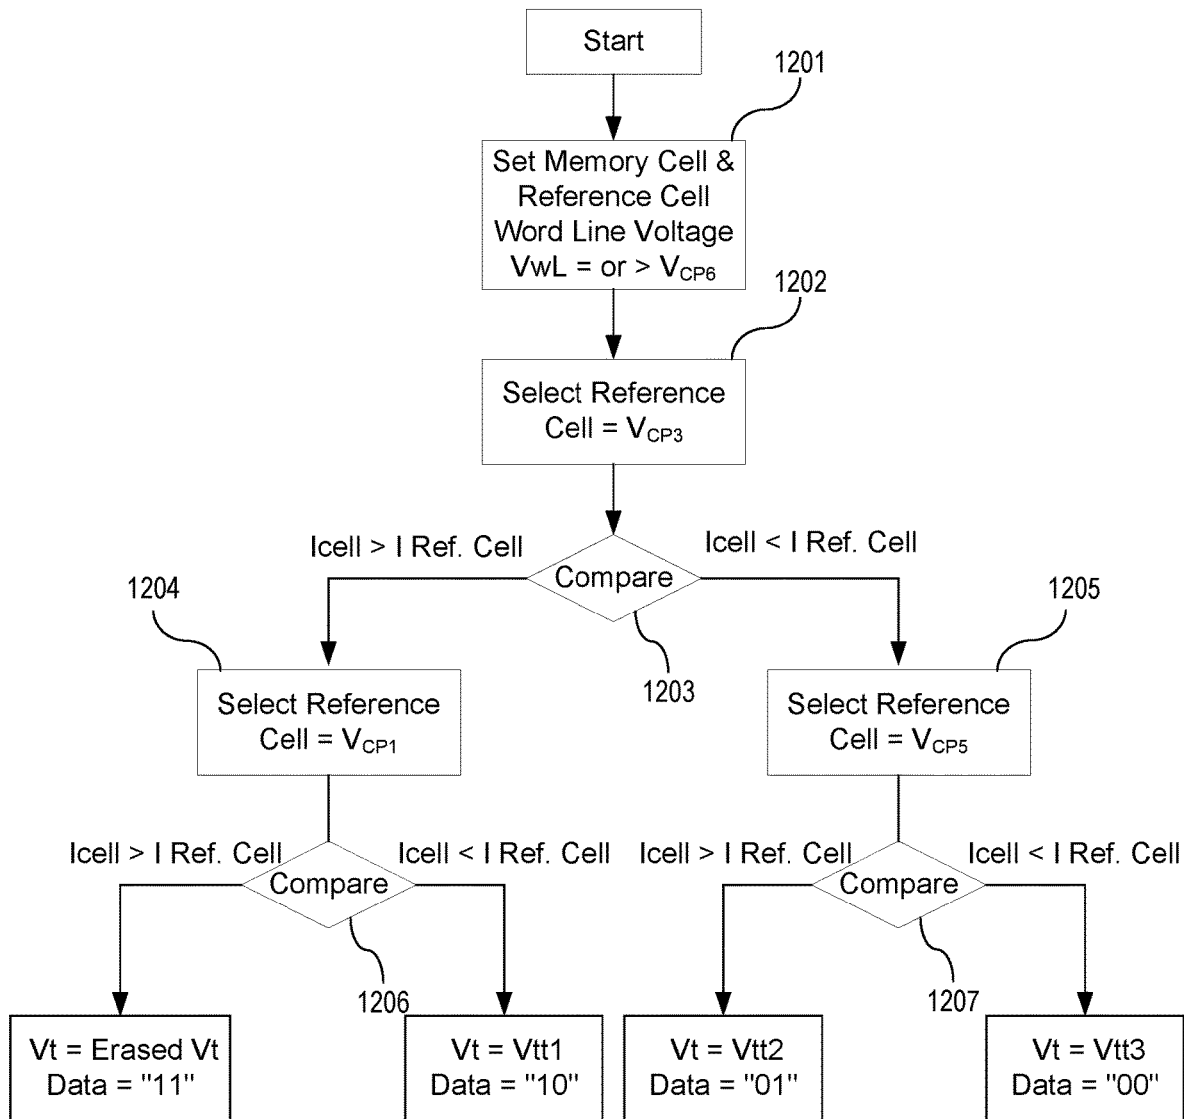 Start
1201
Set Memory Cell &
Reference Cell
Word Line Voltage
VwL = or > VCP6
1202
Select Reference
Cell = VCP3
Icell > I Ref. Cell
Icell < I Ref. Cell
Compare
1203
1204
1205
Select Reference
Cell = VCP1
Select Reference
Cell = VCP5
Icell > I Ref. Cell
Icell < I Ref. Cell
Icell > I Ref. Cell
Icell < I Ref. Cell
Compare
Compare
1206
1207
Vt = Erased Vt
Data = "11"
Vt = Vtt1
Data = "10"
Vt = Vtt2
Data = "01"
Vt = Vtt3
Data = "00"